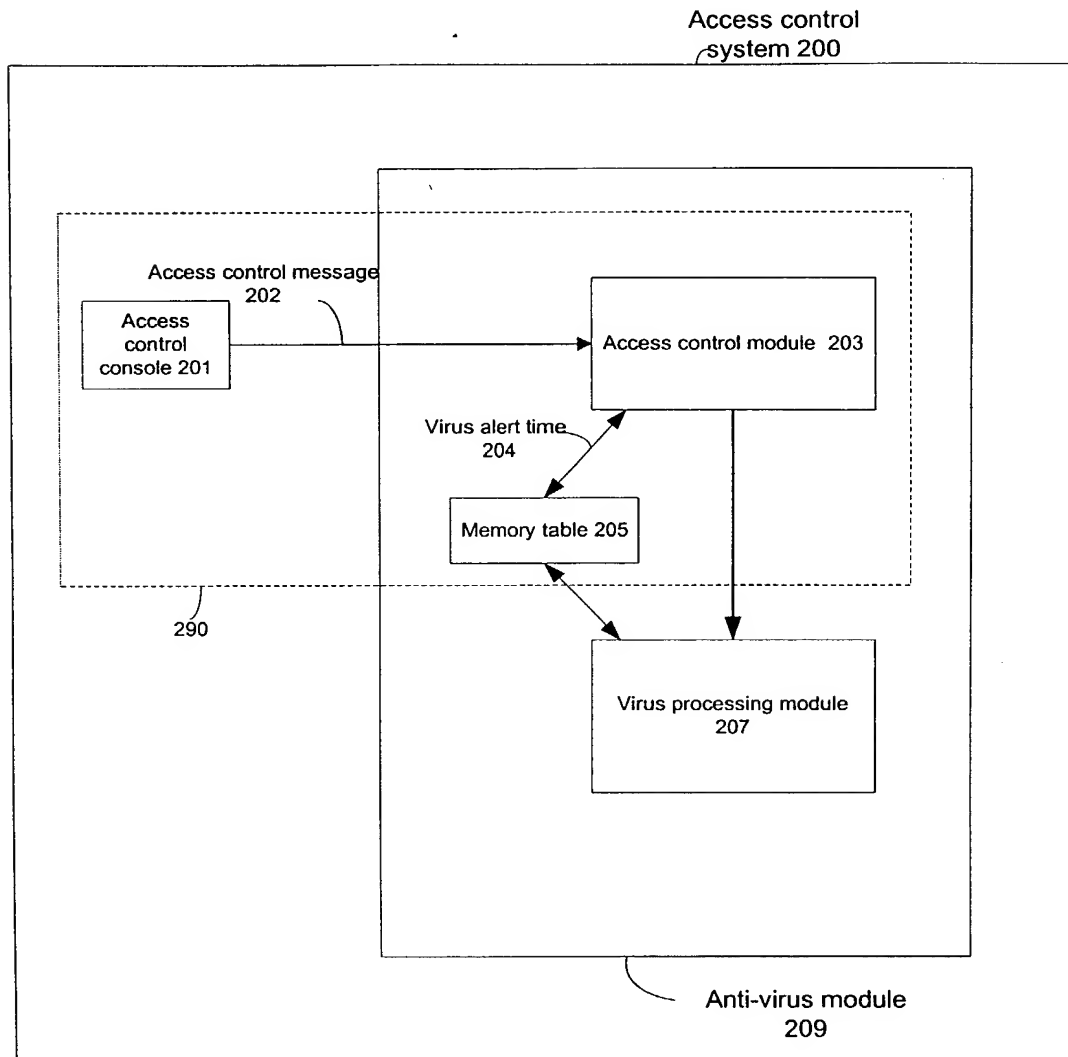 Access control
system 200
Access control message
202
Access
control
console 201
Access control module 203
Virus alert time
204
Memory table 205
290
Virus processing module
207
Anti-virus module
209